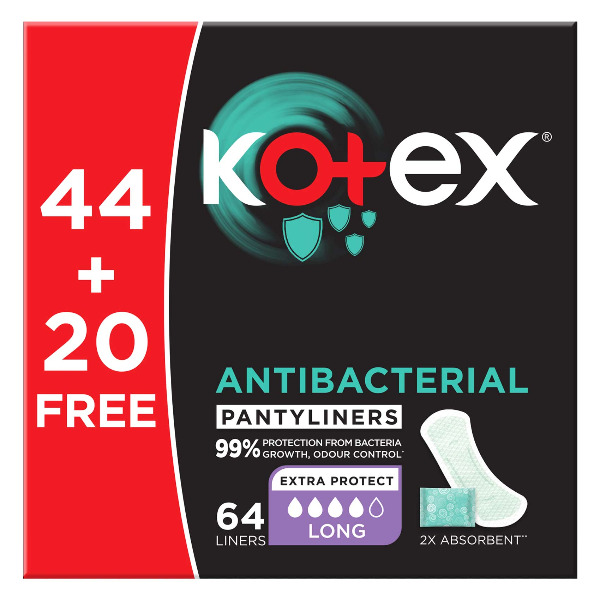 44
+
20
FREE
Kotex®
ANTIBACTERIAL
PANTYLINERS
99% PROTECTION FROM BACTERIA
GROWTH, ODOUR CONTROL*
EXTRA PROTECT
LONG
64
LINERS
2X ABSORBENT**